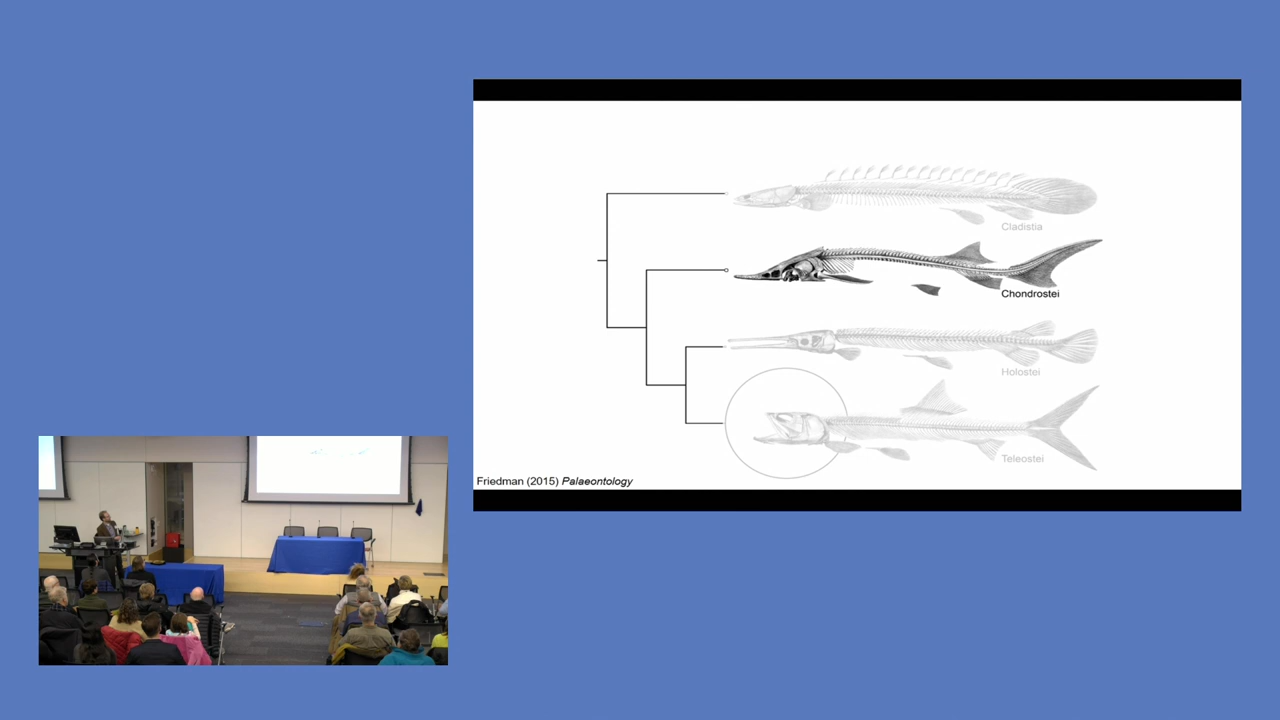 Cladistia
Chondrostei
Holostei
Teleostei
Friedman (2015) Palaeontology